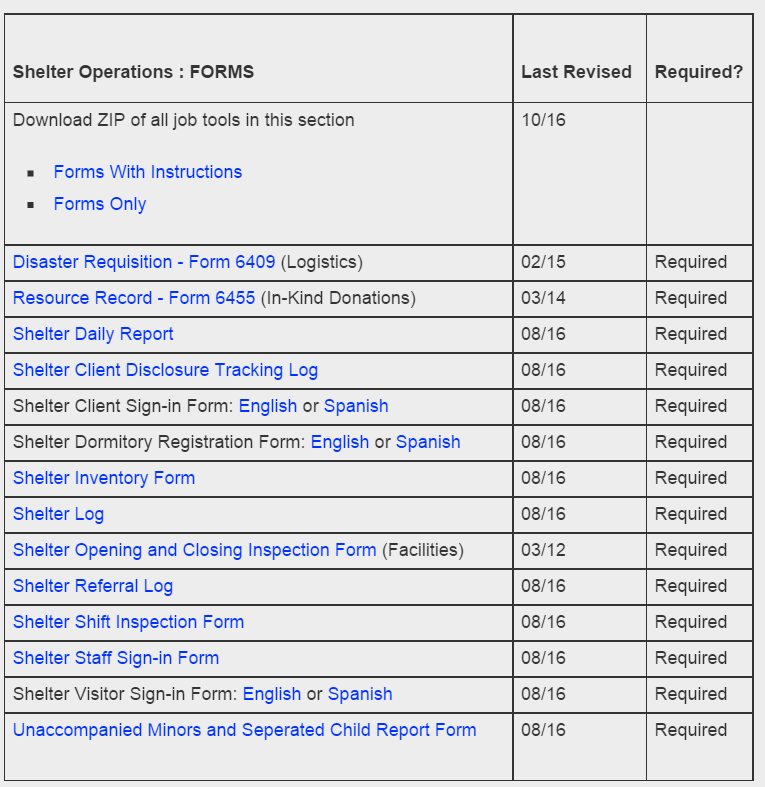 Shelter Operations : FORMS Last Revised Required?
Download ZIP of all job tools in this section 10/16
Forms With Instructions
Forms Only
Disaster Requisition - Form 6409 (Logistics) 02/15 Required
Resource Record - Form 6455 (In-Kind Donations) 03/14 Required
Shelter Daily Report 08/16 Required
Shelter Client Disclosure Tracking Log 08/16 Required
Shelter Client Sign-in Form: English or Spanish 08/16 Required
Shelter Dormitory Registration Form: English or Spanish 08/16 Required
Shelter Inventory Form 08/16 Required
Shelter Log 08/16 Required
Shelter Opening and Closing Inspection Form (Facilities) 03/12 Required
Shelter Referral Log 08/16 Required
Shelter Shift Inspection Form 08/16 Required
Shelter Staff Sign-in Form 08/16 Required
Shelter Visitor Sign-in Form: English or Spanish 08/16 Required
Unaccompanied Minors and Seperated Child Report Form 08/16 Required